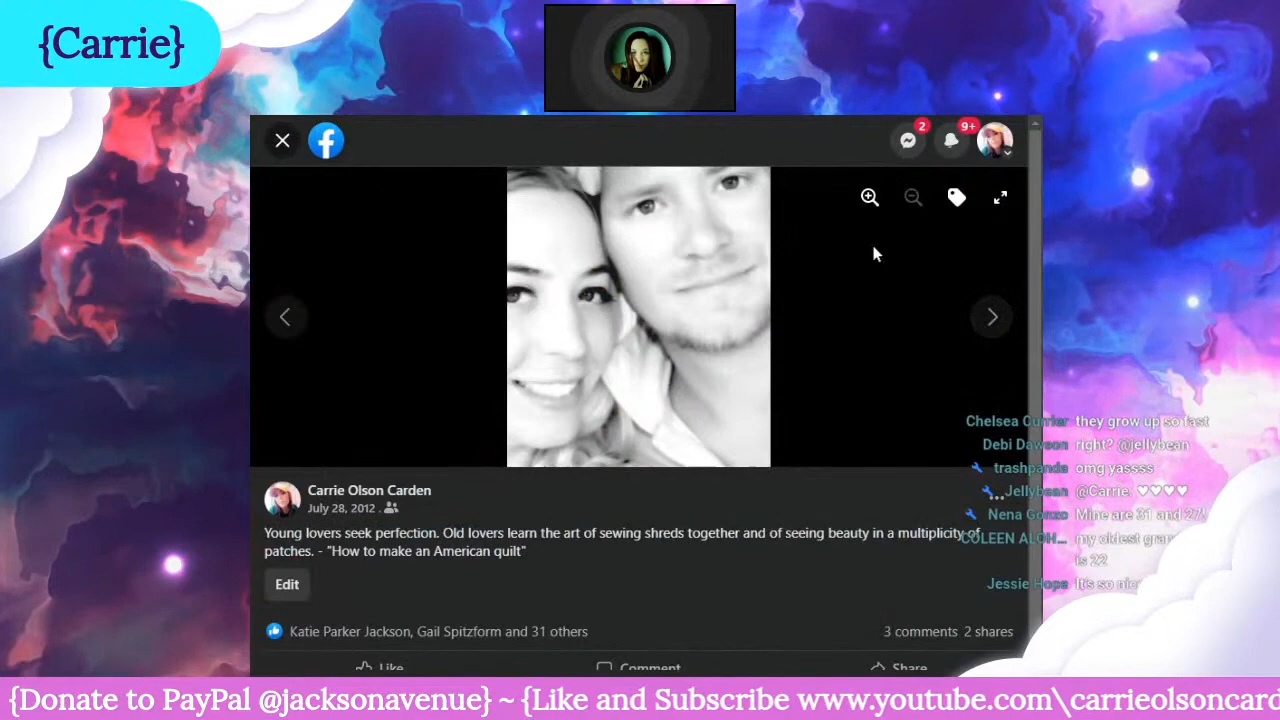 {Carrie}
2
9+
Chelsea Currier they grow up so fast
Debi Dawson right? @jellybean
trashpanda omg yassss
...Jellybean @Carrie ♥♥♥♥
Carrie Olson Carden
July 28, 2012 .
Nena Gonzo Mine are 31 and 27!
Young lovers seek perfection. Old lovers learn the art of sewing shreds together and of seeing beauty in a multiplicity of
patches. - "How to make an American quilt"
COLEEN ALOH... my oldest
is 22
Edit
Jessie Hope It's so
Katie Parker Jackson, Gail Spitzform and 31 others
3 comments 2 shares
Like Comment Share
{Donate to PayPal @jacksonavenue} ~ {Like and Subscribe www.youtube.com\carrieolsoncard